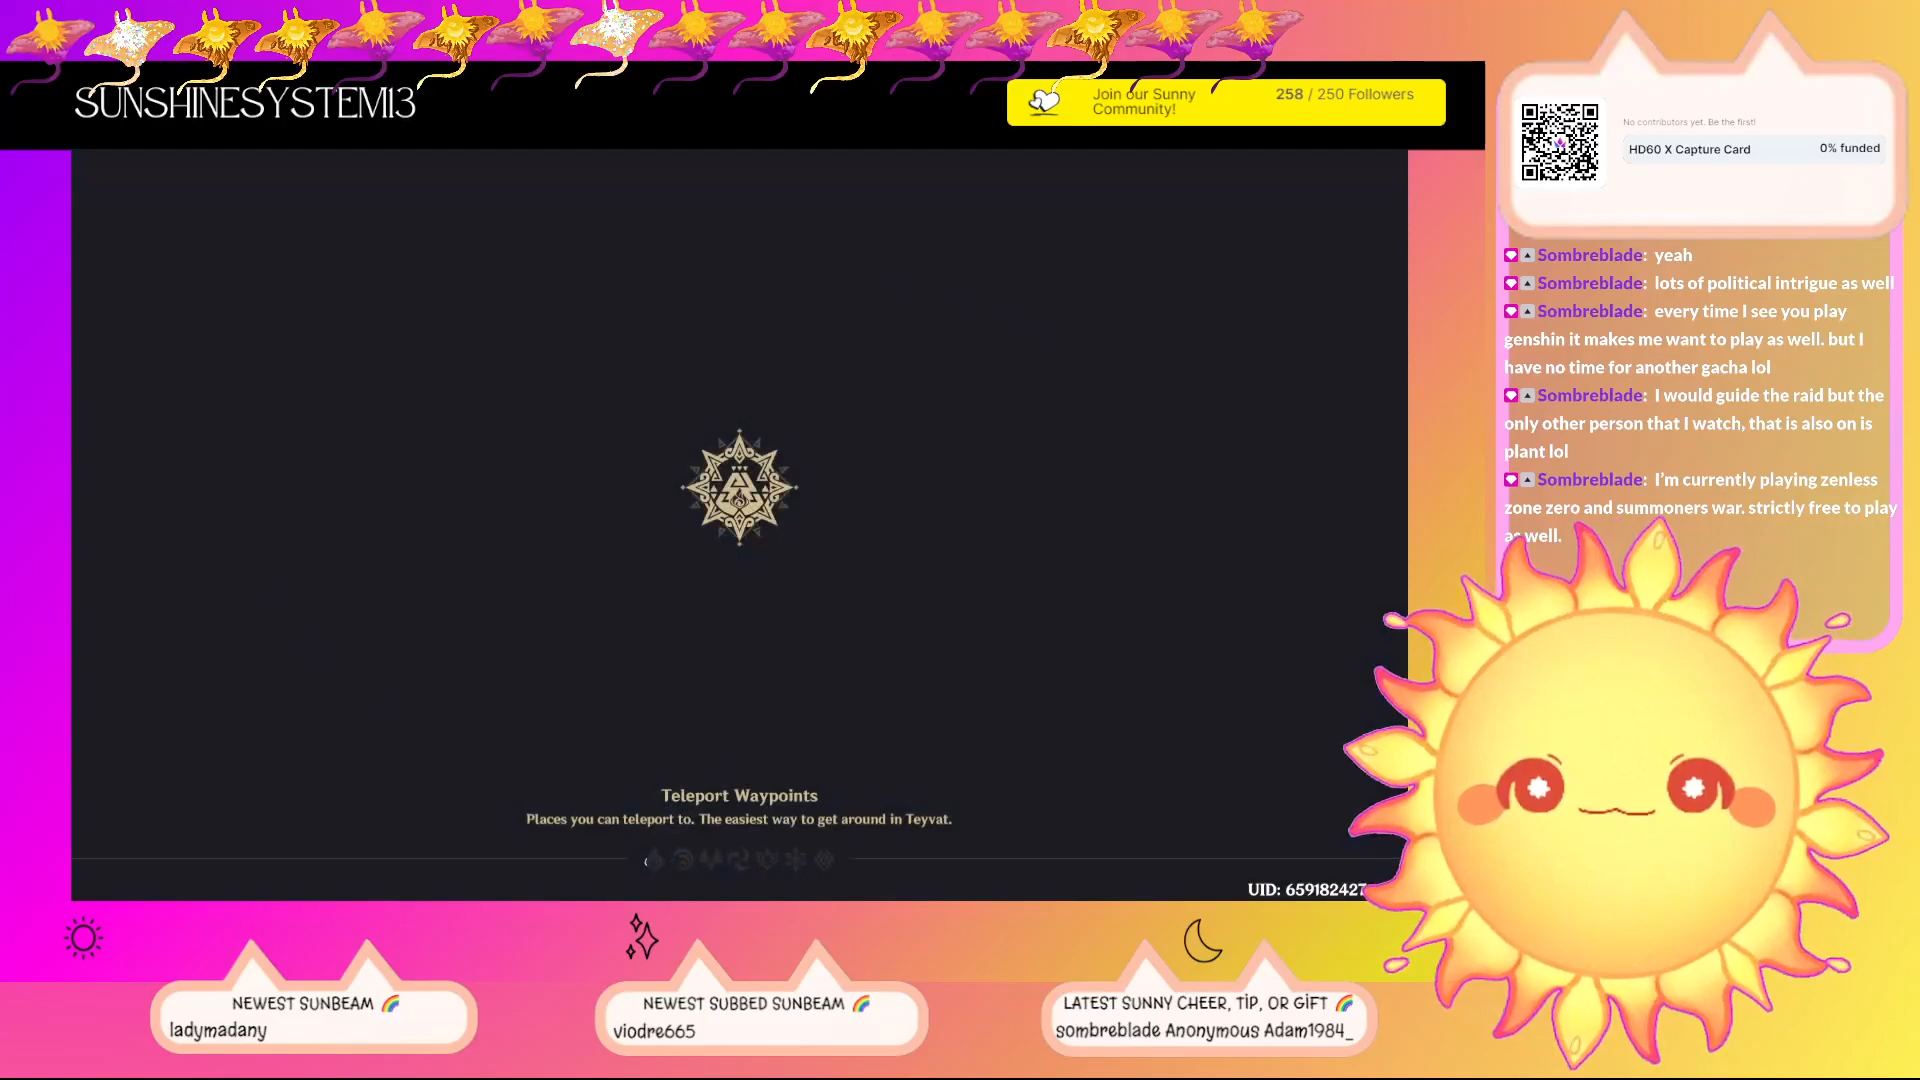 SUNSHINESYSTEM13
Join our Sunny
Community!
258 / 250 Followers
No contributors yet. Be the first!
HD60 X Capture Card
0% funded
Sombreblade: yeah
Sombreblade: lots of political intrigue as well
Sombreblade: every time I see you play
genshin it makes me want to play as well. but I
have no time for another gacha lol
Sombreblade: I would guide the raid but the
only other person that I watch, that is also on is
plant lol
Sombreblade: I'm currently playing zenless
zone zero and summoners war. strictly free to play
as well.
Teleport Waypoints
Places you can teleport to. The easiest way to get around in Teyvat.
UID: 659182427
NEWEST SUNBEAM 🌈
ladymadany
NEWEST SUBBED SUNBEAM 🌈
viodre665
LATEST SUNNY CHEER, TIP, OR GIFT 🌈
sombreblade Anonymous Adam1984_